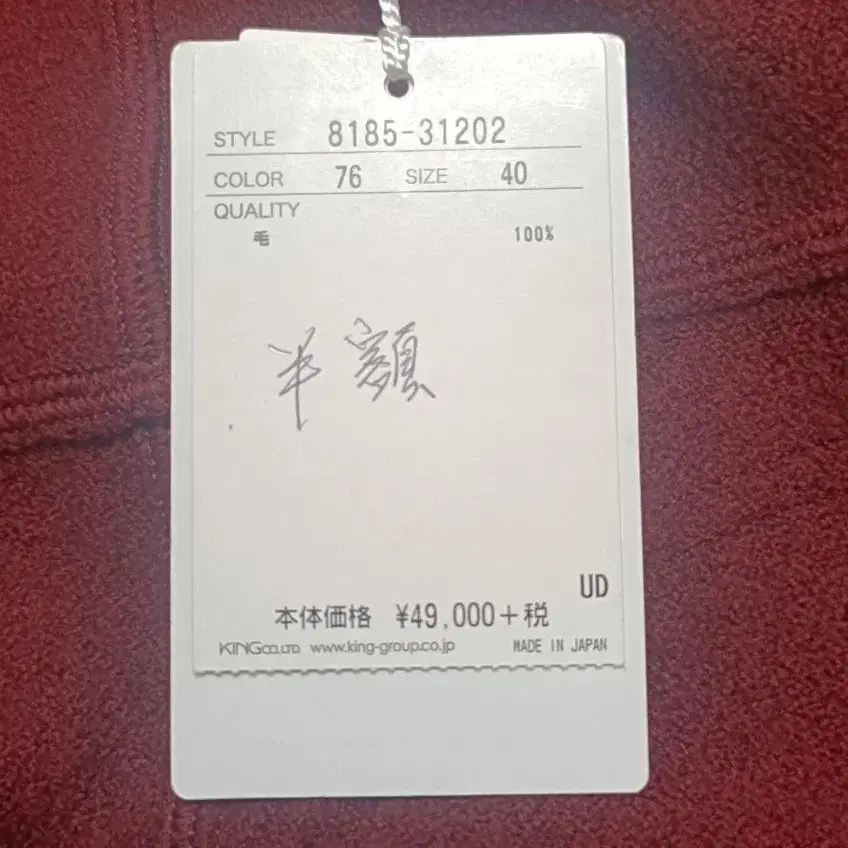 STYLE 8185-31202
COLOR 76 SIZE 40
QUALITY
毛 100%
半額
UD
本体価格 ¥49,000+税
KING CO.,LTD www.king-group.co.jp MADE IN JAPAN